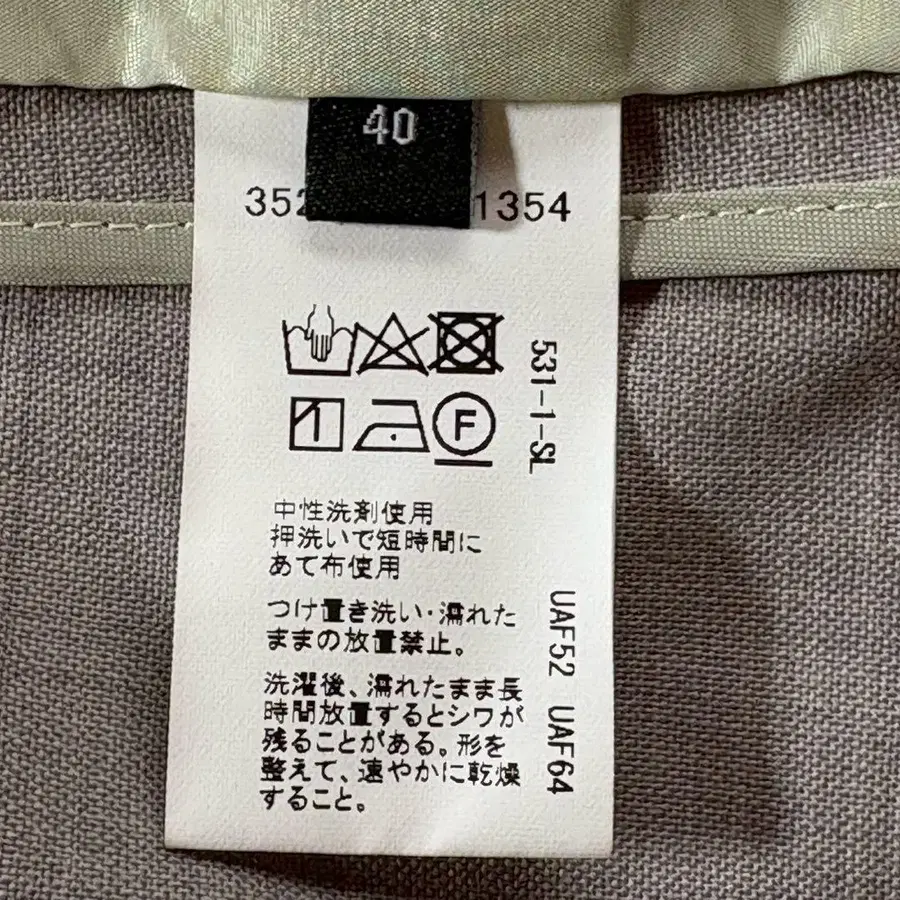 40
352 1354
531-1-SL
F
中性洗剤使用
押洗いで短時間に
あて布使用
つけ置き洗い・濡れた
ままの放置禁止。
洗濯後、濡れたまま長
時間放置するとシワが
残ることがある。形を
整えて、速やかに乾燥
すること。
UAF52 UAF64